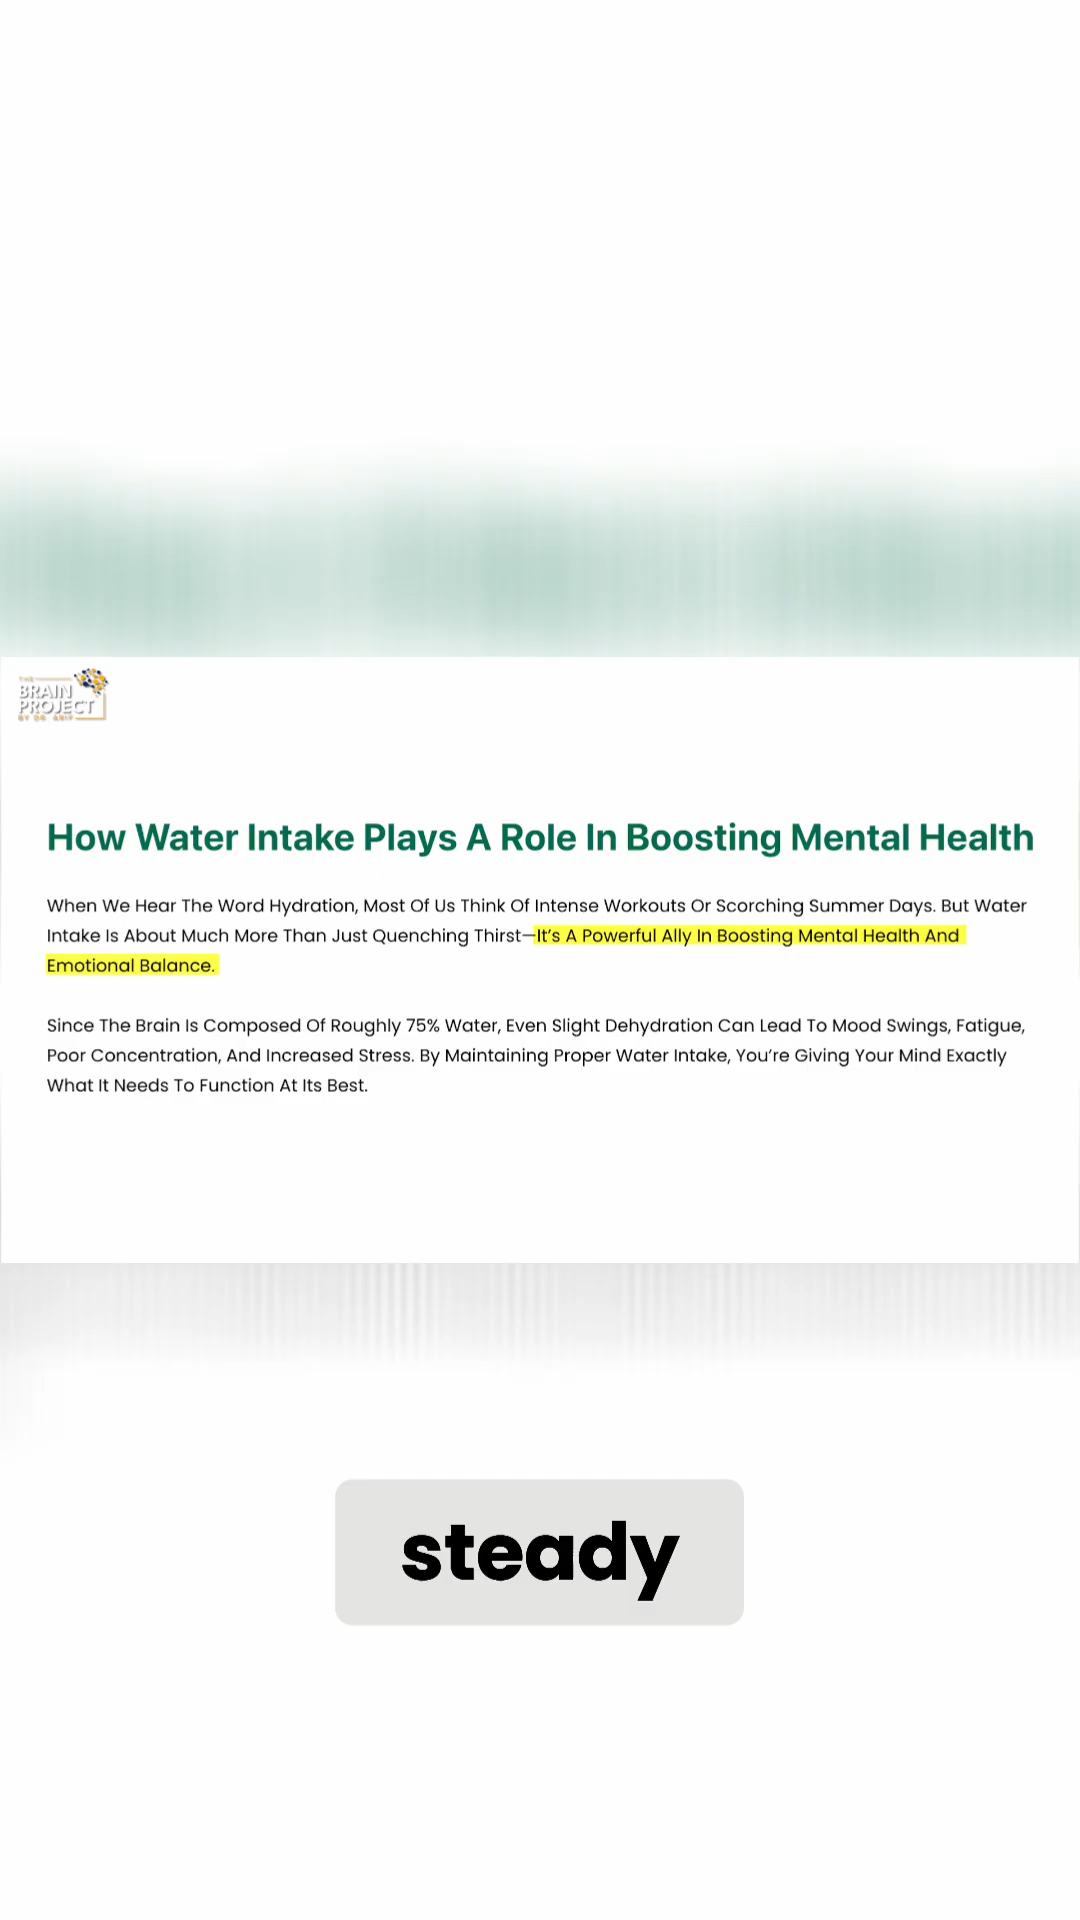 THE
BRAIN
PROJECT
BY DR. ARIF
How Water Intake Plays A Role In Boosting Mental Health
When We Hear The Word Hydration, Most Of Us Think Of Intense Workouts Or Scorching Summer Days. But Water
Intake Is About Much More Than Just Quenching Thirst—It’s A Powerful Ally In Boosting Mental Health And
Emotional Balance.
Since The Brain Is Composed Of Roughly 75% Water, Even Slight Dehydration Can Lead To Mood Swings, Fatigue,
Poor Concentration, And Increased Stress. By Maintaining Proper Water Intake, You’re Giving Your Mind Exactly
What It Needs To Function At Its Best.
steady